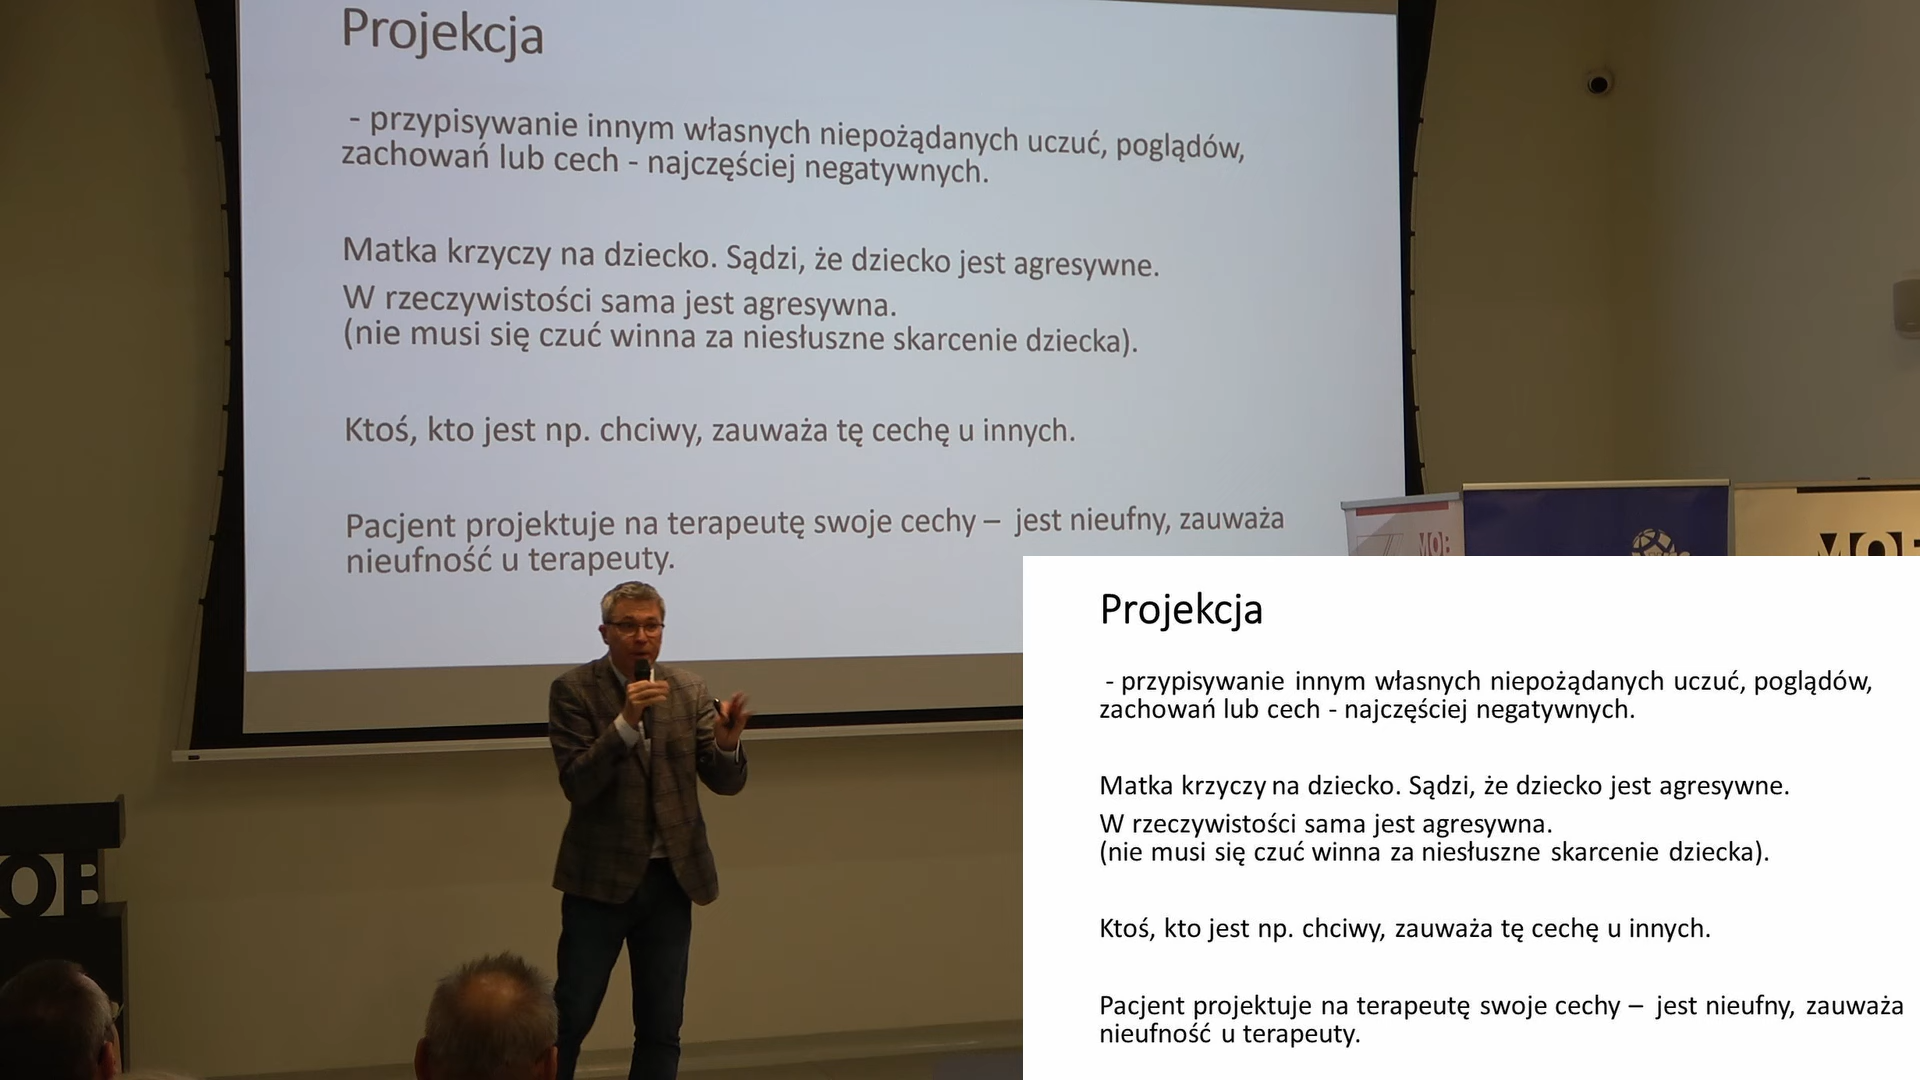 Projekcja
- przypisywanie innym własnych niepożądanych uczuć, poglądów,
zachowań lub cech - najczęściej negatywnych.
Matka krzyczy na dziecko. Sądzi, że dziecko jest agresywne.
W rzeczywistości sama jest agresywna.
(nie musi się czuć winna za niesłuszne skarcenie dziecka).
Ktoś, kto jest np. chciwy, zauważa tę cechę u innych.
Pacjent projektuje na terapeutę swoje cechy – jest nieufny, zauważa
nieufność u terapeuty.
MOB
OB
Projekcja
- przypisywanie innym własnych niepożądanych uczuć, poglądów,
zachowań lub cech - najczęściej negatywnych.
Matka krzyczy na dziecko. Sądzi, że dziecko jest agresywne.
W rzeczywistości sama jest agresywna.
(nie musi się czuć winna za niesłuszne skarcenie dziecka).
Ktoś, kto jest np. chciwy, zauważa tę cechę u innych.
Pacjent projektuje na terapeutę swoje cechy – jest nieufny, zauważa
nieufność u terapeuty.